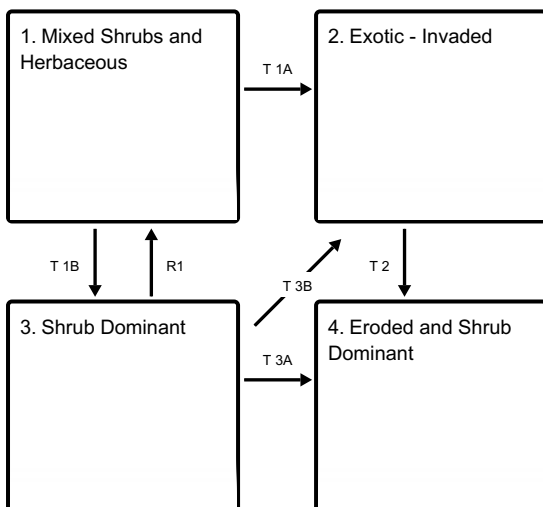 1. Mixed Shrubs and
Herbaceous
T 1A
2. Exotic - Invaded
T 1B
R1
T 3B
T 2
3. Shrub Dominant
T 3A
4. Eroded and Shrub
Dominant